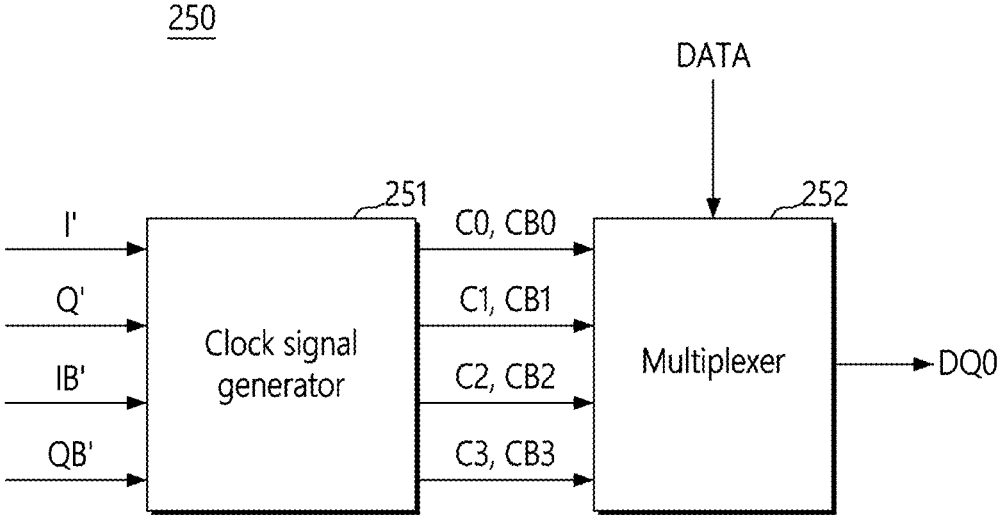 250
DATA
251
252
I'
C0, CB0
Q'
C1, CB1
Clock signal
generator
Multiplexer
DQ0
IB'
C2, CB2
QB'
C3, CB3